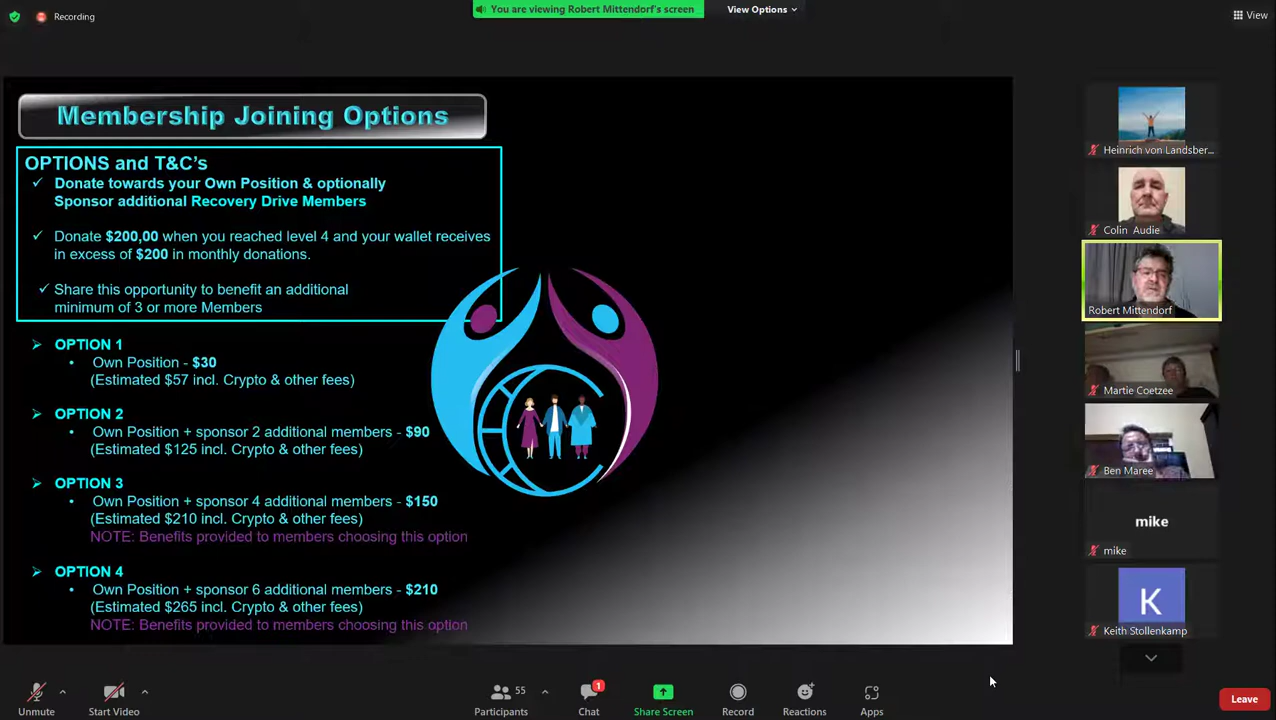 Recording
You are viewing Robert Mittendorf's screen
View Options
View
Membership Joining Options
OPTIONS and T&C's
✓ Donate towards your Own Position & optionally
Sponsor additional Recovery Drive Members
✓ Donate $200,00 when you reached level 4 and your wallet receives
in excess of $200 in monthly donations.
✓ Share this opportunity to benefit an additional
minimum of 3 or more Members
➢ OPTION 1
• Own Position - $30
(Estimated $57 incl. Crypto & other fees)
➢ OPTION 2
• Own Position + sponsor 2 additional members - $90
(Estimated $125 incl. Crypto & other fees)
➢ OPTION 3
• Own Position + sponsor 4 additional members - $150
(Estimated $210 incl. Crypto & other fees)
NOTE: Benefits provided to members choosing this option
➢ OPTION 4
• Own Position + sponsor 6 additional members - $210
(Estimated $265 incl. Crypto & other fees)
NOTE: Benefits provided to members choosing this option
Heinrich von Landsber...
Colin Audie
Robert Mittendorf
Martie Coetzee
Ben Maree
mike
mike
K
Keith Stollenkamp
Unmute
Start Video
55
Participants
1
Chat
Share Screen
Record
Reactions
Apps
Leave